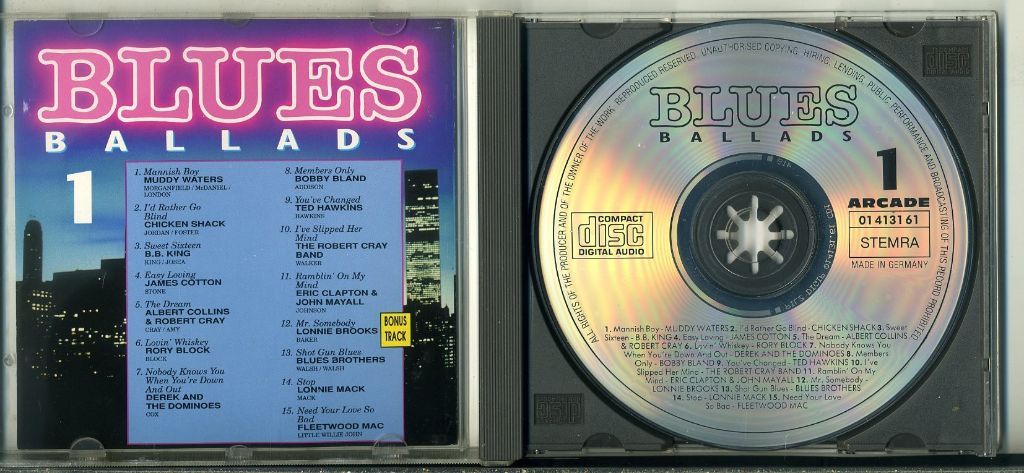 BLUES
BALLADS
1
1. Mannish Boy
MUDDY WATERS
MORGANFIELD / McDANIEL /
LONDON
2. I'd Rather Go
Blind
CHICKEN SHACK
JORDAN / FOSTER
3. Sweet Sixteen
B.B. KING
KING / JOSEA
4. Easy Loving
JAMES COTTON
STONE
5. The Dream
ALBERT COLLINS
& ROBERT CRAY
CRAY / AMY
6. Lovin' Whiskey
RORY BLOCK
BLOCK
7. Nobody Knows You
When You're Down
And Out
DEREK AND
THE DOMINOES
COX
8. Members Only
BOBBY BLAND
ADDISON
9. You've Changed
TED HAWKINS
HAWKINS
10. I've Slipped Her
Mind
THE ROBERT CRAY
BAND
WALKER
11. Ramblin' On My
Mind
ERIC CLAPTON &
JOHN MAYALL
JOHNSON
12. Mr. Somebody
LONNIE BROOKS
BAKER
BONUS
TRACK
13. Shot Gun Blues
BLUES BROTHERS
WALSH / WALSH
14. Stop
LONNIE MACK
MACK
15. Need Your Love So
Bad
FLEETWOOD MAC
LITTLE WILLIE JOHN
ALL RIGHTS OF THE PRODUCER AND OF THE OWNER OF THE WORK REPRODUCED RESERVED. UNAUTHORISED COPYING, HIRING, LENDING, PUBLIC PERFORMANCE AND BROADCASTING OF THIS RECORD PROHIBITED
BLUES
BALLADS
1
ARCADE
01 413161
STEMRA
MADE IN GERMANY
COMPACT
disc
DIGITAL AUDIO
1. Mannish Boy - MUDDY WATERS 2. I'd Rather Go Blind - CHICKEN SHACK 3. Sweet
Sixteen - B.B. KING 4. Easy Loving - JAMES COTTON 5. The Dream - ALBERT COLLINS
& ROBERT CRAY 6. Lovin' Whiskey - RORY BLOCK 7. Nobody Knows You
When You're Down And Out - DEREK AND THE DOMINOES 8. Members
Only - BOBBY BLAND 9. You've Changed - TED HAWKINS 10. I've
Slipped Her Mind - THE ROBERT CRAY BAND 11. Ramblin' On My
Mind - ERIC CLAPTON & JOHN MAYALL 12. Mr. Somebody-
LONNIE BROOKS 13. Shot Gun Blues - BLUES BROTHERS
14. Stop - LONNIE MACK 15. Need Your Love
So Bad - FLEETWOOD MAC